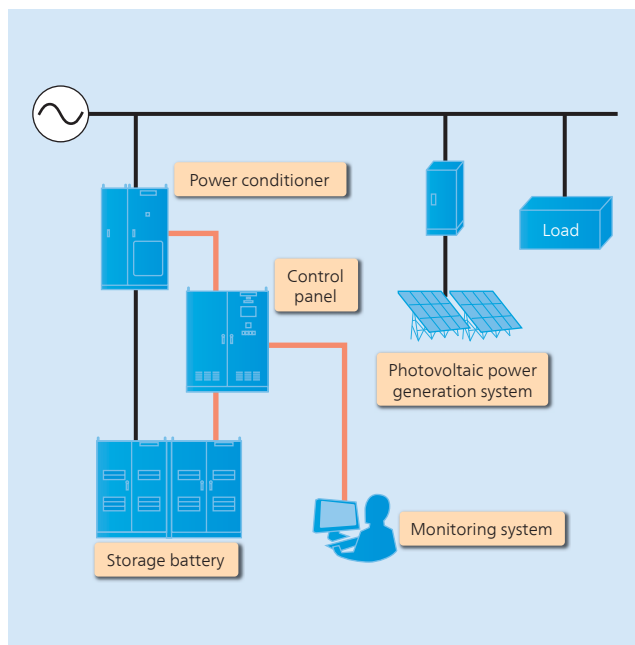 Power conditioner
Load
Control
panel
Photovoltaic power
generation system
Monitoring system
Storage battery